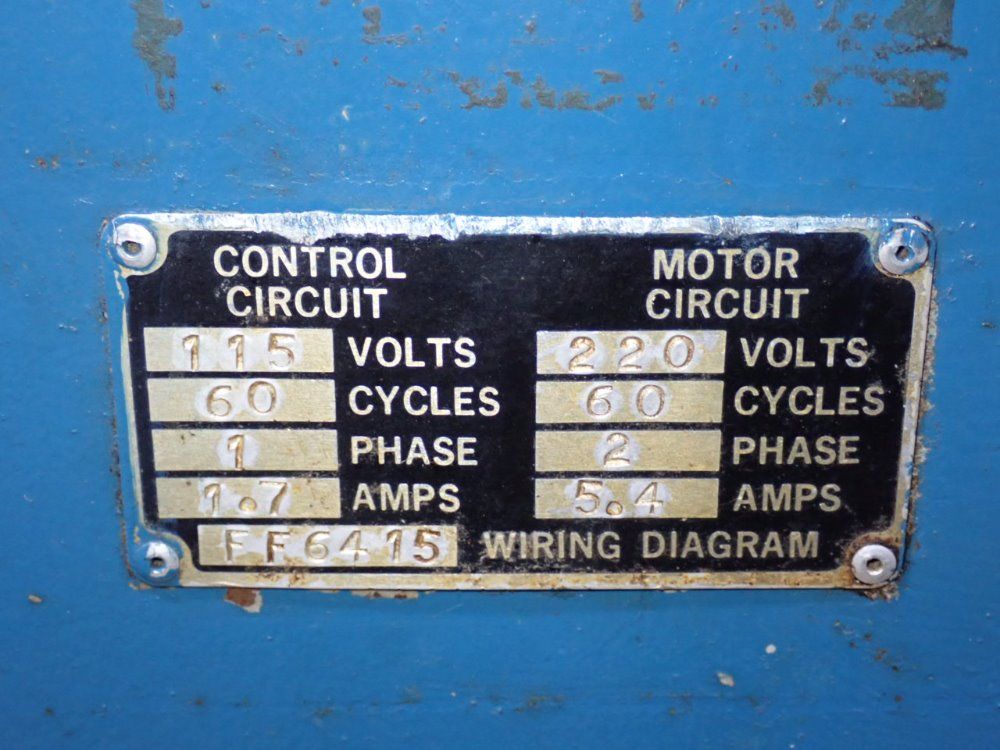 CONTROL CIRCUIT
115 VOLTS
60 CYCLES
1 PHASE
1.7 AMPS
MOTOR CIRCUIT
220 VOLTS
60 CYCLES
2 PHASE
5.4 AMPS
FF6415 WIRING DIAGRAM